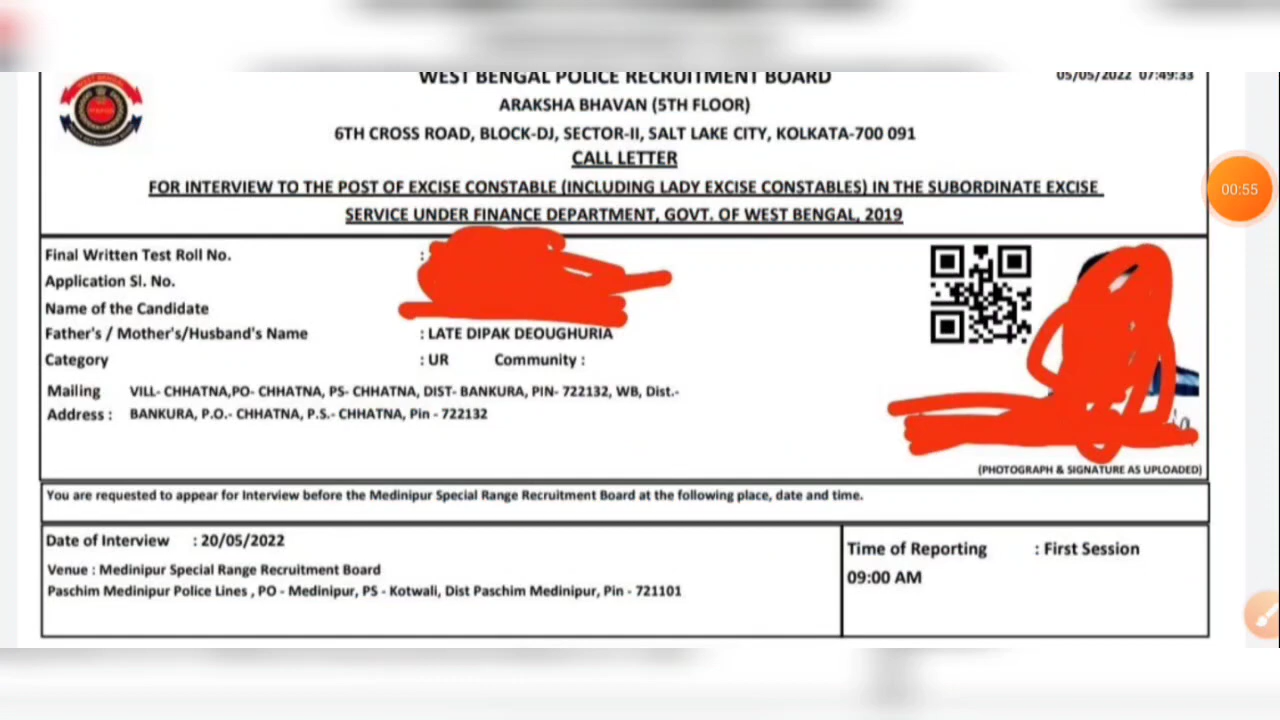 WEST BENGAL POLICE RECRUITMENT BOARD
05/05/2022 07:49:33
ARAKSHA BHAVAN (5TH FLOOR)
6TH CROSS ROAD, BLOCK-DJ, SECTOR-II, SALT LAKE CITY, KOLKATA-700 091
CALL LETTER
FOR INTERVIEW TO THE POST OF EXCISE CONSTABLE (INCLUDING LADY EXCISE CONSTABLES) IN THE SUBORDINATE EXCISE
SERVICE UNDER FINANCE DEPARTMENT, GOVT. OF WEST BENGAL, 2019
00:55
Final Written Test Roll No. :
Application Sl. No.
Name of the Candidate
Father's / Mother's/Husband's Name : LATE DIPAK DEOUGHURIA
Category : UR Community :
Mailing VILL- CHHATNA,PO- CHHATNA, PS- CHHATNA, DIST- BANKURA, PIN- 722132, WB, Dist.-
Address : BANKURA, P.O.- CHHATNA, P.S.- CHHATNA, Pin - 722132
(PHOTOGRAPH & SIGNATURE AS UPLOADED)
You are requested to appear for Interview before the Medinipur Special Range Recruitment Board at the following place, date and time.
Date of Interview : 20/05/2022
Venue : Medinipur Special Range Recruitment Board
Paschim Medinipur Police Lines , PO - Medinipur, PS - Kotwali, Dist Paschim Medinipur, Pin - 721101
Time of Reporting : First Session
09:00 AM